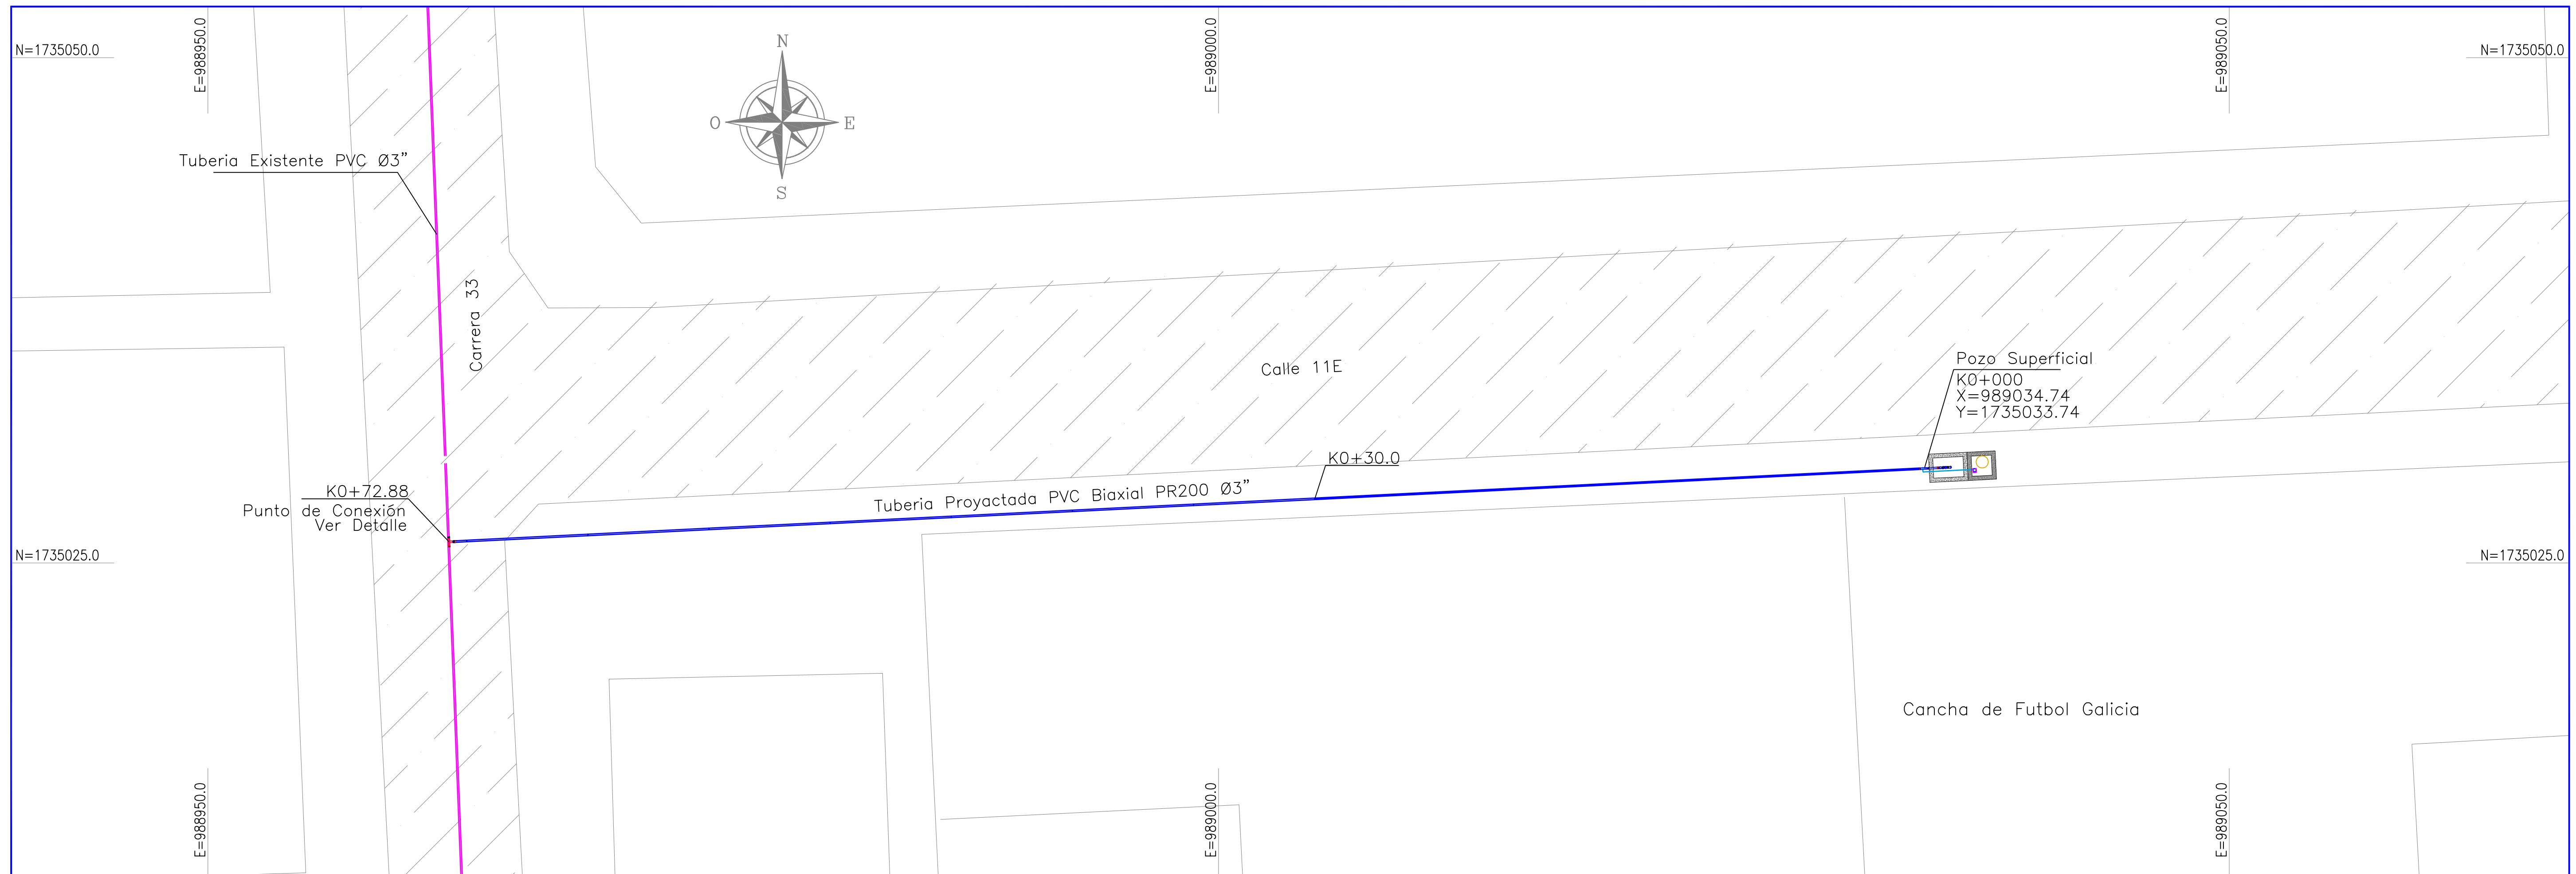 E=988950.0
E=989000.0
E=989050.0
N=1735050.0
N=1735050.0
N
O
E
S
Tuberia Existente PVC Ø3"
Carrera 33
Calle 11E
Pozo Superficial
K0+000
X=989034.74
Y=1735033.74
K0+30.0
Tuberia Proyactada PVC Biaxial PR200 Ø3"
K0+72.88
Punto de Conexión
Ver Detalle
N=1735025.0
N=1735025.0
Cancha de Futbol Galicia
E=988950.0
E=989000.0
E=989050.0